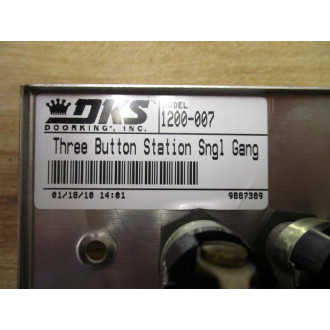 DKS
DOORKING, INC.
MODEL
1200-007
Three Button Station Sngl Gang
01/18/10 14:01
9887389